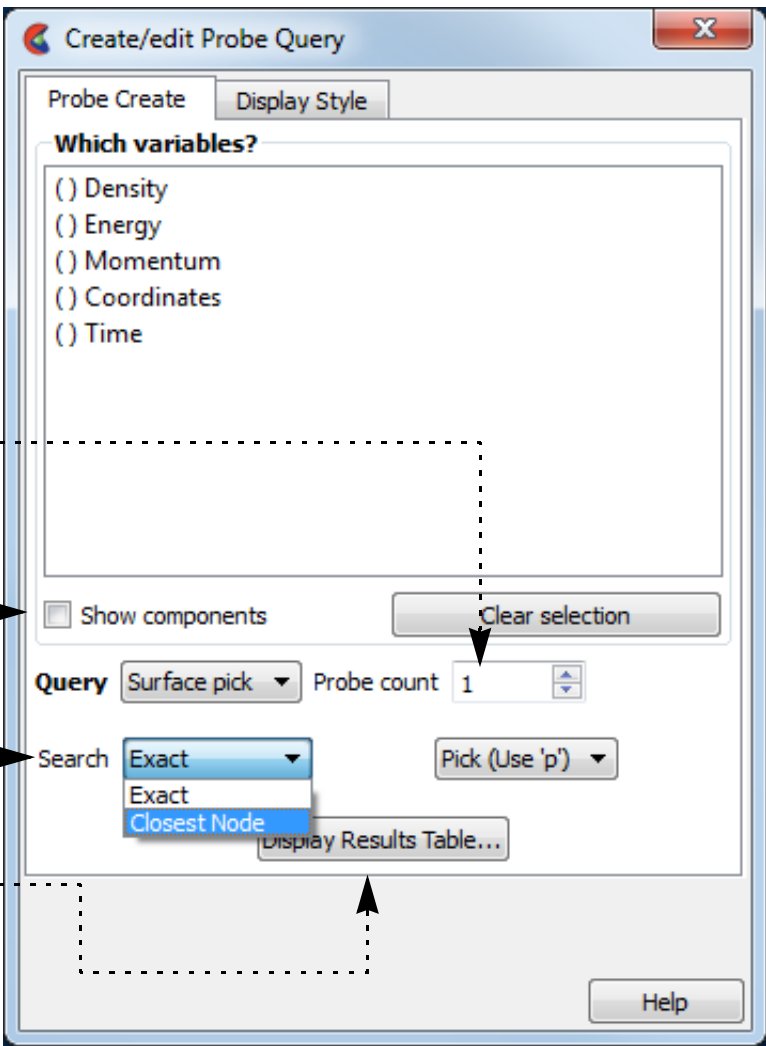 Create/edit Probe Query
Probe Create Display Style
Which variables?
( ) Density
( ) Energy
( ) Momentum
( ) Coordinates
( ) Time
Show components Clear selection
Query Surface pick Probe count 1
Search Exact Pick (Use 'p')
Exact
Closest Node
Display Results Table...
Help